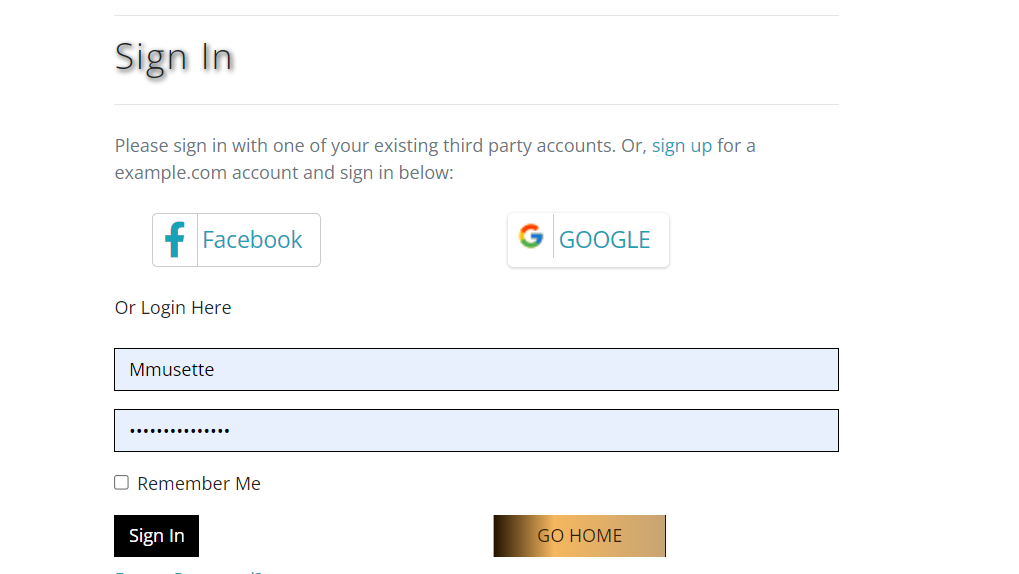 Sign In
Please sign in with one of your existing third party accounts. Or, sign up for a
example.com account and sign in below:
Facebook
GOOGLE
Or Login Here
Mmusette
•••••••••••••••
Remember Me
Sign In
GO HOME